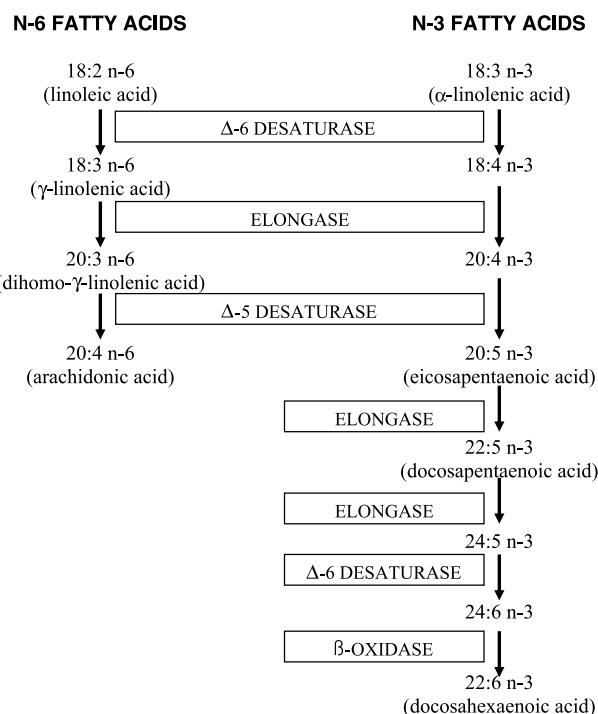 N-6 FATTY ACIDS
N-3 FATTY ACIDS
18:2 n-6
(linoleic acid)
18:3 n-3
(α-linolenic acid)
Δ-6 DESATURASE
18:3 n-6
(γ-linolenic acid)
18:4 n-3
ELONGASE
20:3 n-6
(dihomo-γ-linolenic acid)
20:4 n-3
Δ-5 DESATURASE
20:4 n-6
(arachidonic acid)
20:5 n-3
(eicosapentaenoic acid)
ELONGASE
22:5 n-3
(docosapentaenoic acid)
ELONGASE
24:5 n-3
Δ-6 DESATURASE
24:6 n-3
ß-OXIDASE
22:6 n-3
(docosahexaenoic acid)